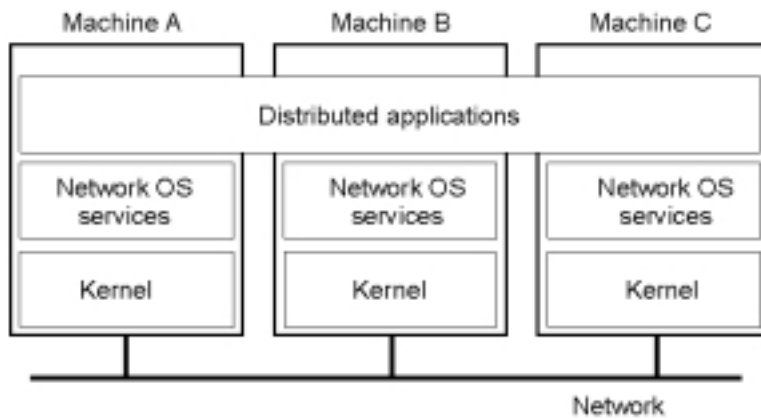 Machine A
Machine B
Machine C
Distributed applications
Network OS
services
Network OS
services
Network OS
services
Kernel
Kernel
Kernel
Network